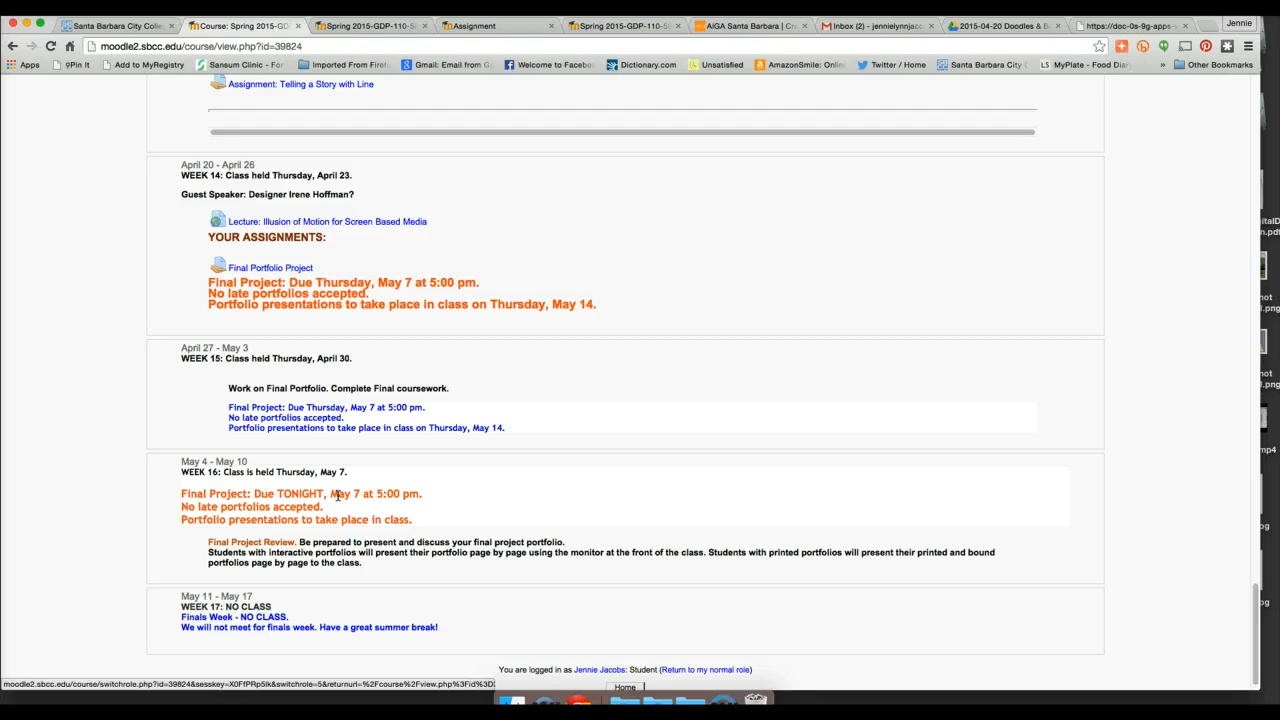 Santa Barbara City Colleg
Course: Spring 2015-GDP
Spring 2015-GDP-110-S
Assignment
Spring 2015-GDP-110-S
AIGA Santa Barbara | Cr
Inbox (2) - jennielynnjac
2015-04-20 Doodles & B
https://doc-0s-9g-apps-
Jennie
moodle2.sbcc.edu/course/view.php?id=39824
Apps
Pin It
Add to MyRegistry
Sansum Clinic - For
Imported From Firef
Gmail: Email from G
Welcome to Facebo
Dictionary.com
Unsatisfied
AmazonSmile: Onli
Twitter / Home
Santa Barbara City
MyPlate - Food Dia
»
Other Bookmarks
Assignment: Telling a Story with Line
April 20 - April 26
WEEK 14: Class held Thursday, April 23.
Guest Speaker: Designer Irene Hoffman?
Lecture: Illusion of Motion for Screen Based Media
YOUR ASSIGNMENTS:
Final Portfolio Project
Final Project: Due Thursday, May 7 at 5:00 pm.
No late portfolios accepted.
Portfolio presentations to take place in class on Thursday, May 14.
April 27 - May 3
WEEK 15: Class held Thursday, April 30.
Work on Final Portfolio. Complete Final coursework.
Final Project: Due Thursday, May 7 at 5:00 pm.
No late portfolios accepted.
Portfolio presentations to take place in class on Thursday, May 14.
May 4 - May 10
WEEK 16: Class is held Thursday, May 7.
Final Project: Due TONIGHT, May 7 at 5:00 pm.
No late portfolios accepted.
Portfolio presentations to take place in class.
Final Project Review. Be prepared to present and discuss your final project portfolio.
Students with interactive portfolios will present their portfolio page by page using the monitor at the front of the class. Students with printed portfolios will present their printed and bound
portfolios page by page to the class.
May 11 - May 17
WEEK 17: NO CLASS
Finals Week - NO CLASS.
We will not meet for finals week. Have a great summer break!
You are logged in as Jennie Jacobs: Student (Return to my normal role)
Home